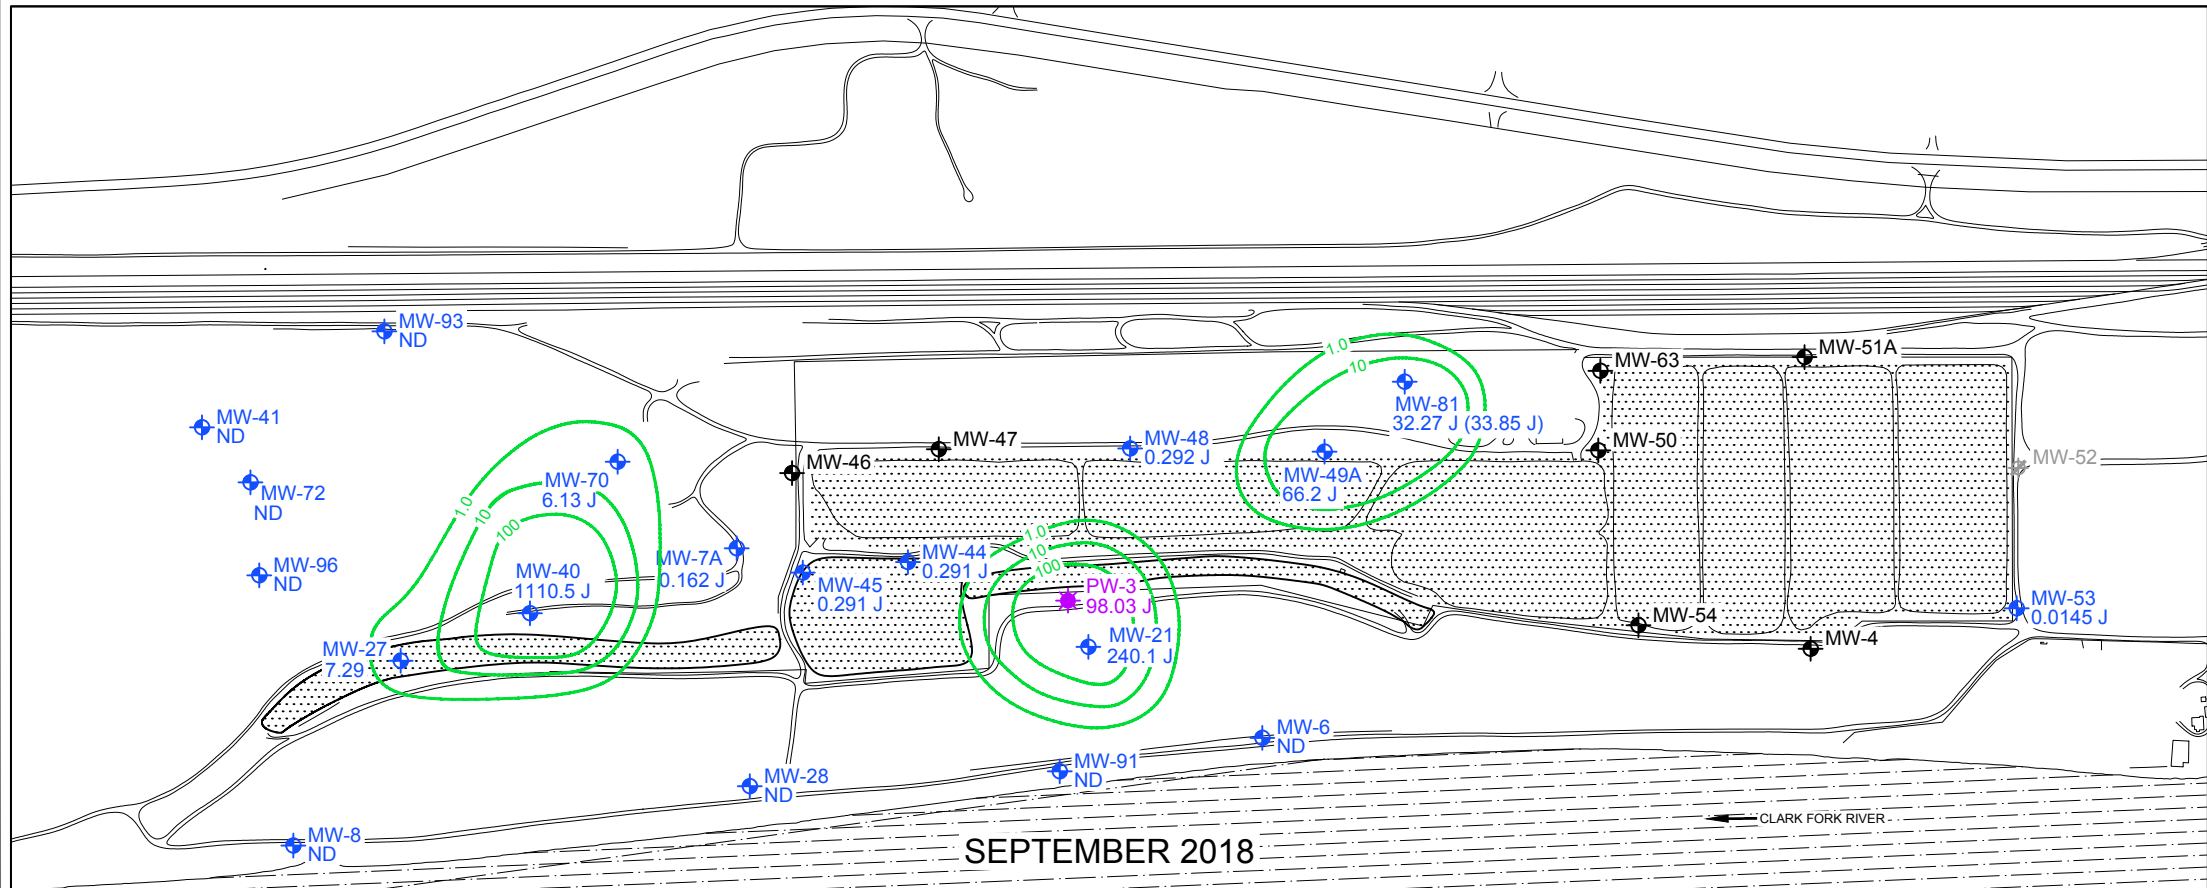 MW-93
ND
1.0
10
MW-63
MW-51A
MW-81
32.27 J (33.85 J)
MW-41
ND
MW-47
MW-48
0.292 J
MW-50
MW-46
MW-49A
66.2 J
MW-52
MW-70
6.13 J
MW-72
ND
1.0
10
100
1.0
10
100
MW-7A
0.162 J
MW-44
0.291 J
MW-96
ND
MW-40
1110.5 J
MW-45
0.291 J
PW-3
98.03 J
MW-53
0.0145 J
MW-54
MW-21
240.1 J
MW-4
MW-27
7.29
MW-6
ND
MW-91
ND
MW-28
ND
CLARK FORK RIVER
MW-8
ND
SEPTEMBER 2018